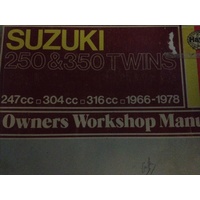 SUZUKI
250 & 350 TWINS
247cc □ 304cc □ 316cc □ 1966-1978
Owners Workshop Manu